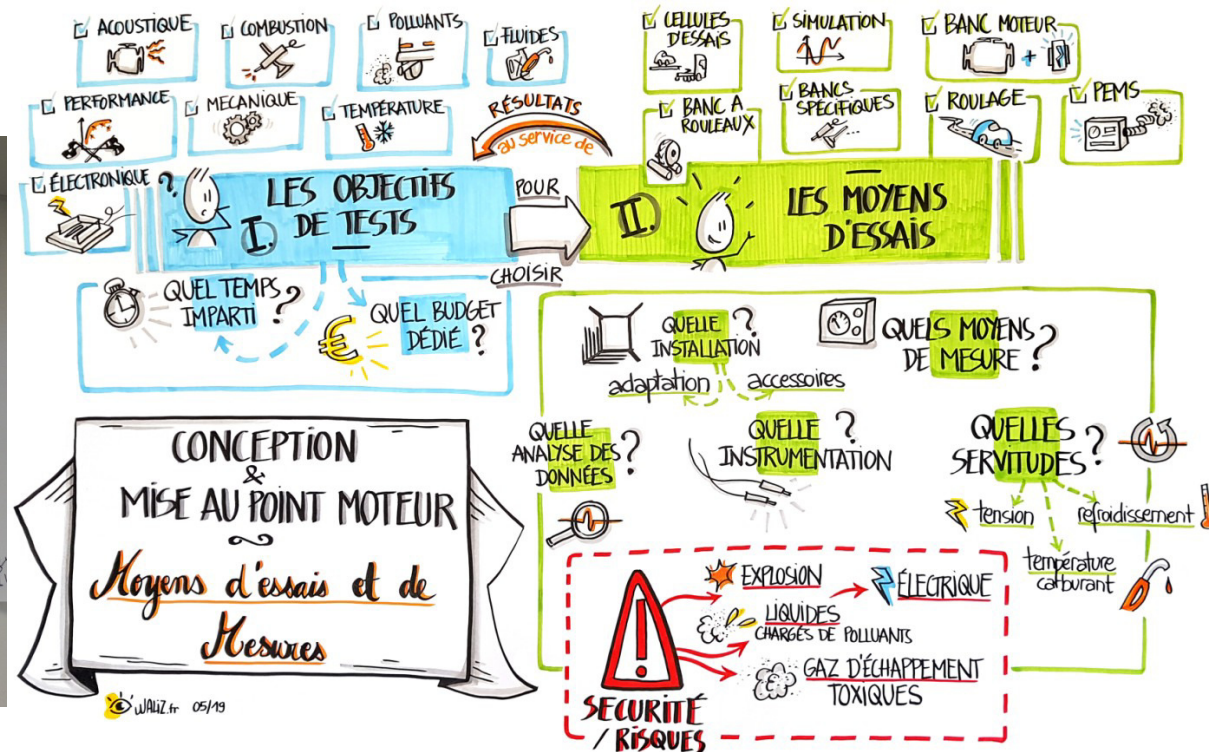 ACOUSTIQUE
COMBUSTION
POLLUANTS
FLUIDES
PERFORMANCE
MECANIQUE
TEMPÉRATURE
ÉLECTRONIQUE
RÉSULTATS
au service de
CELLULES
D'ESSAIS
SIMULATION
BANC MOTEUR
+
BANC A
ROULEAUX
BANCS
SPÉCIFIQUES
ROULAGE
PEMS
?
I.
LES OBJECTIFS
DE TESTS
POUR
CHOISIR
II.
LES MOYENS
D'ESSAIS
QUEL TEMPS
IMPARTI ?
€
QUEL BUDGET
DÉDIÉ ?
QUELLE ?
INSTALLATION
adaptation
accessoires
QUELS MOYENS
DE MESURE ?
QUELLE
ANALYSE DES
DONNÉES ?
QUELLE ?
INSTRUMENTATION
QUELLES
SERVITUDES ?
tension
refroidissement
température
carburant
CONCEPTION
&
MISE AU POINT MOTEUR
Moyens d'essais et de
Mesures
WALIZ.fr 05/19
!
SECURITÉ
/ RISQUES
EXPLOSION
ÉLECTRIQUE
LIQUIDES
CHARGÉS DE POLLUANTS
GAZ D'ÉCHAPPEMENT
TOXIQUES